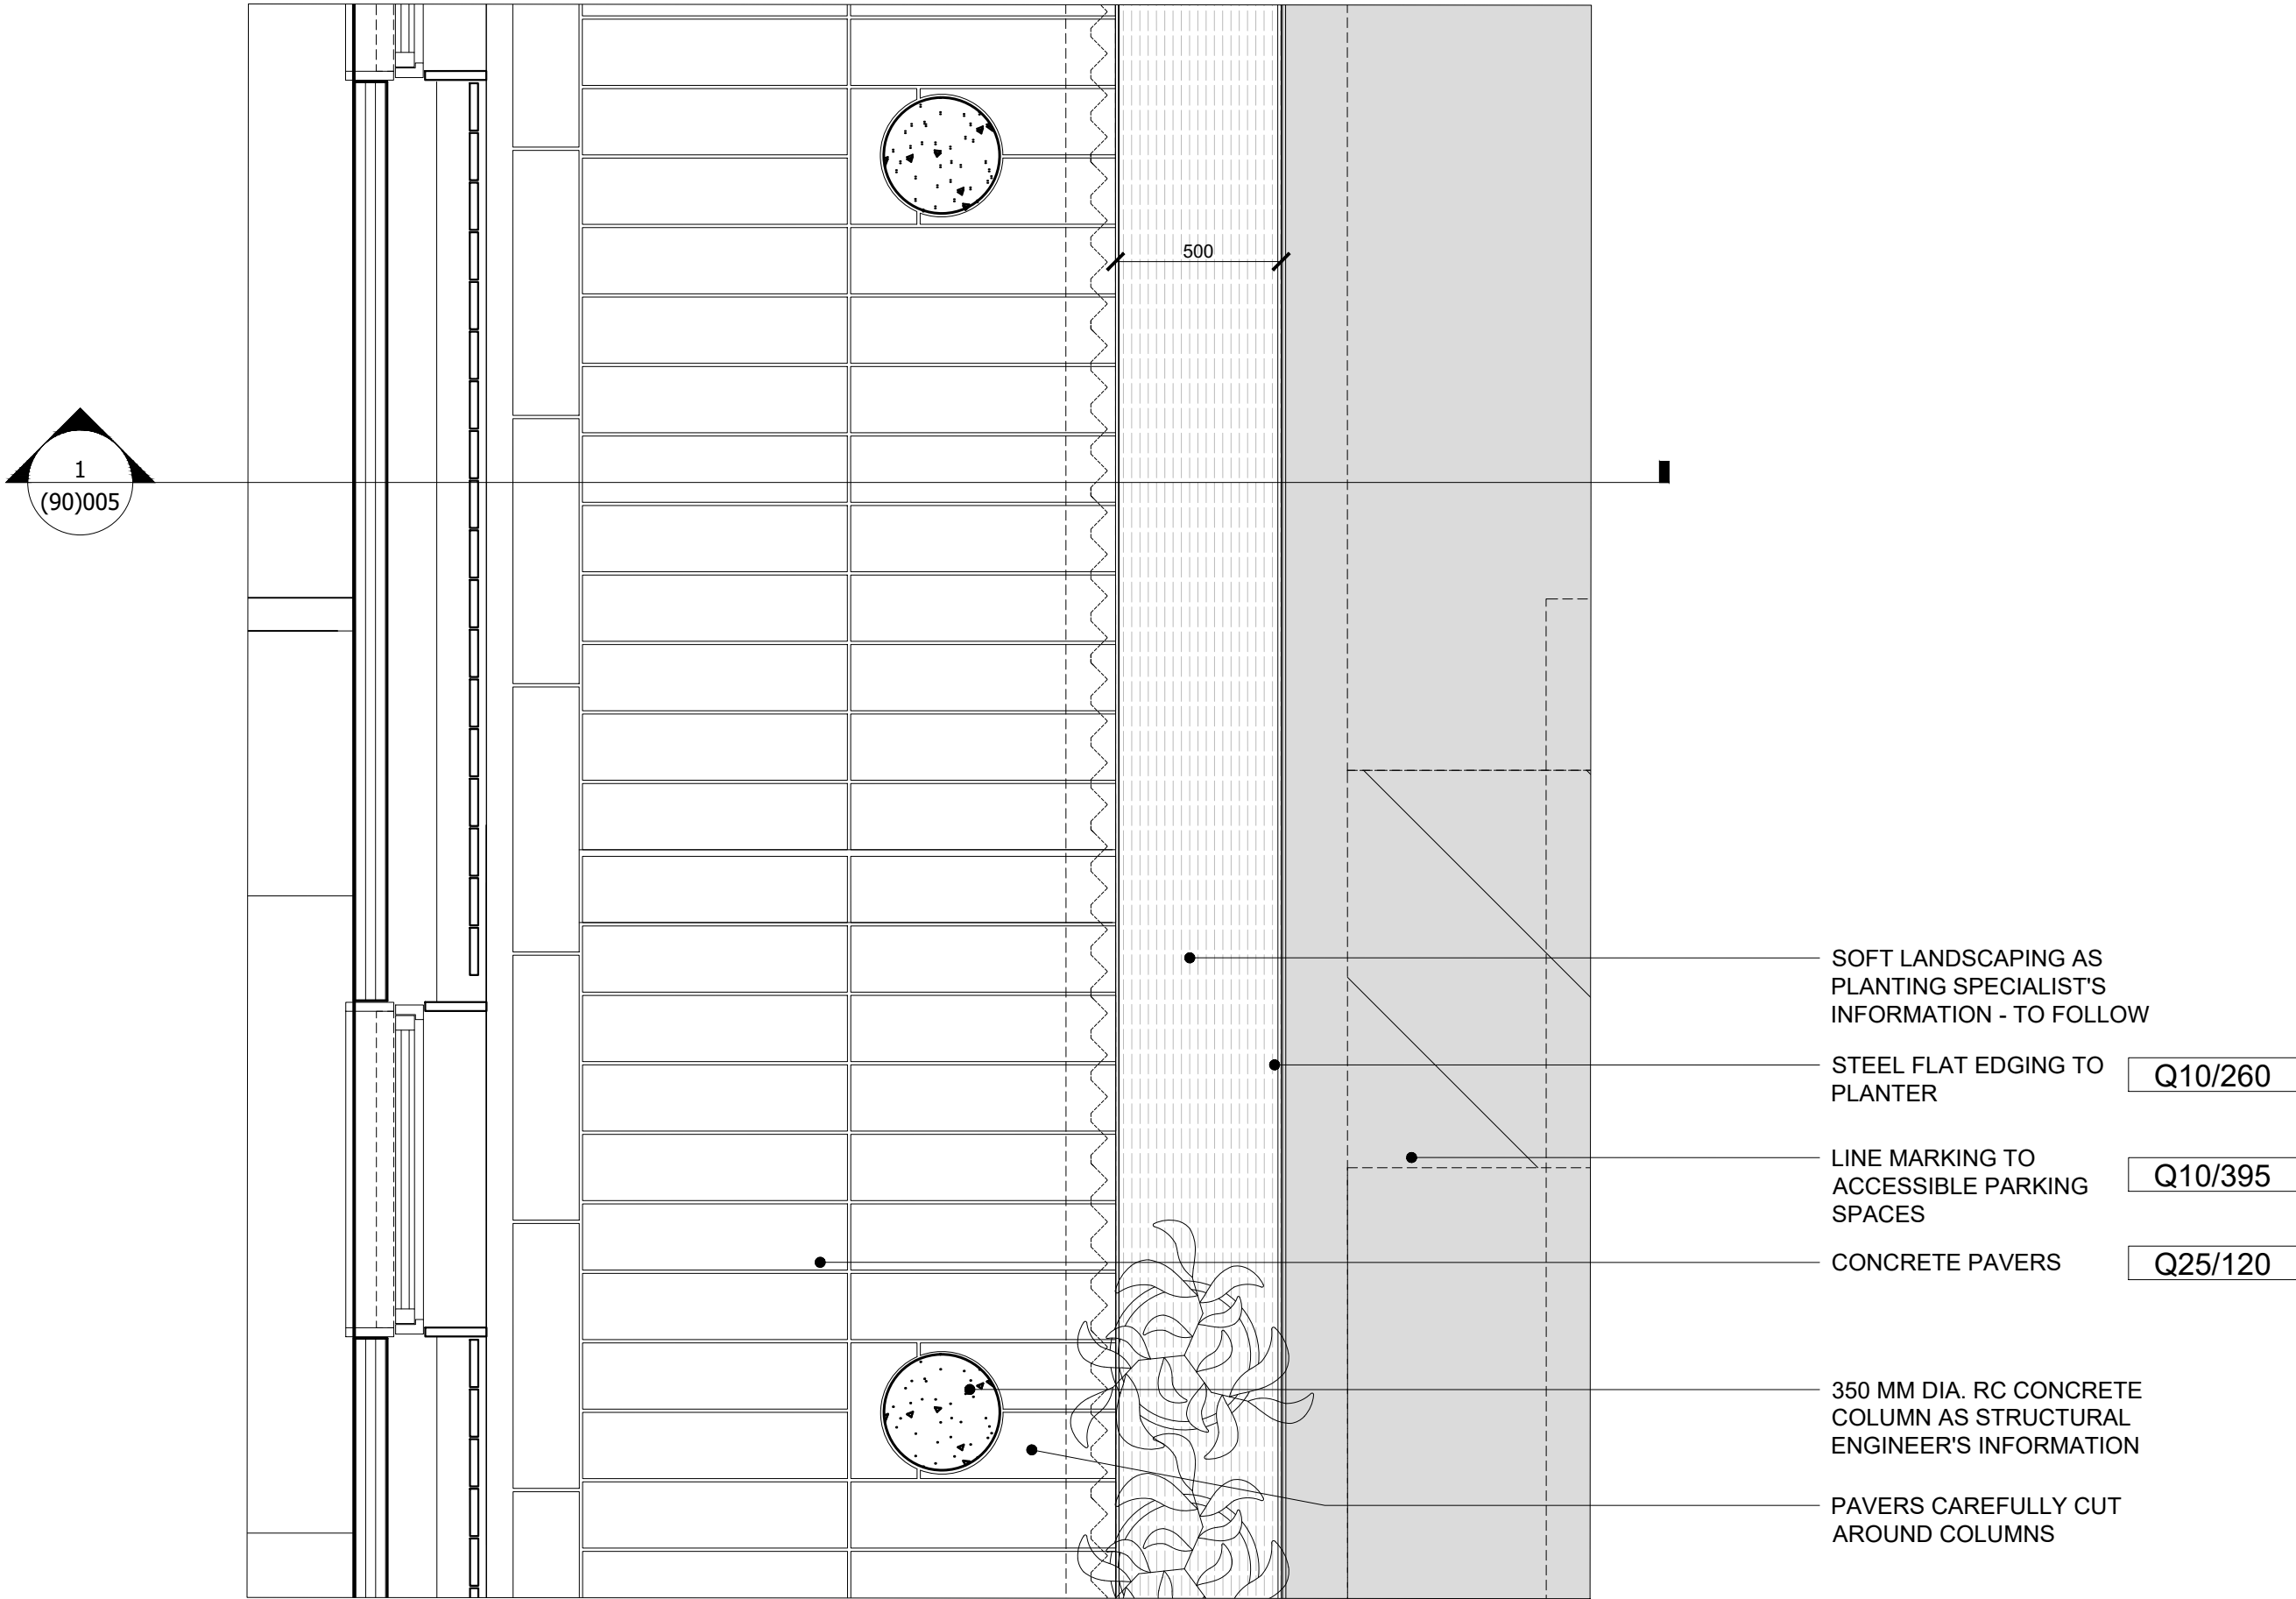 500
1
(90)005
SOFT LANDSCAPING AS
PLANTING SPECIALIST'S
INFORMATION - TO FOLLOW
STEEL FLAT EDGING TO
PLANTER
Q10/260
LINE MARKING TO
ACCESSIBLE PARKING
SPACES
Q10/395
CONCRETE PAVERS
Q25/120
350 MM DIA. RC CONCRETE
COLUMN AS STRUCTURAL
ENGINEER'S INFORMATION
PAVERS CAREFULLY CUT
AROUND COLUMNS